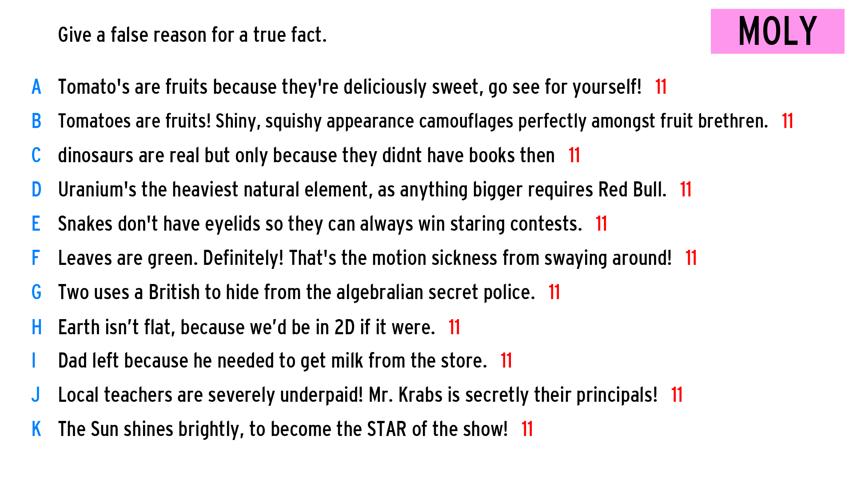 Give a false reason for a true fact.
MOLY
A Tomato's are fruits because they're deliciously sweet, go see for yourself! 11
B Tomatoes are fruits! Shiny, squishy appearance camouflages perfectly amongst fruit brethren. 11
C dinosaurs are real but only because they didnt have books then 11
D Uranium's the heaviest natural element, as anything bigger requires Red Bull. 11
E Snakes don't have eyelids so they can always win staring contests. 11
F Leaves are green. Definitely! That's the motion sickness from swaying around! 11
G Two uses a British to hide from the algebralian secret police. 11
H Earth isn’t flat, because we’d be in 2D if it were. 11
I Dad left because he needed to get milk from the store. 11
J Local teachers are severely underpaid! Mr. Krabs is secretly their principals! 11
K The Sun shines brightly, to become the STAR of the show! 11